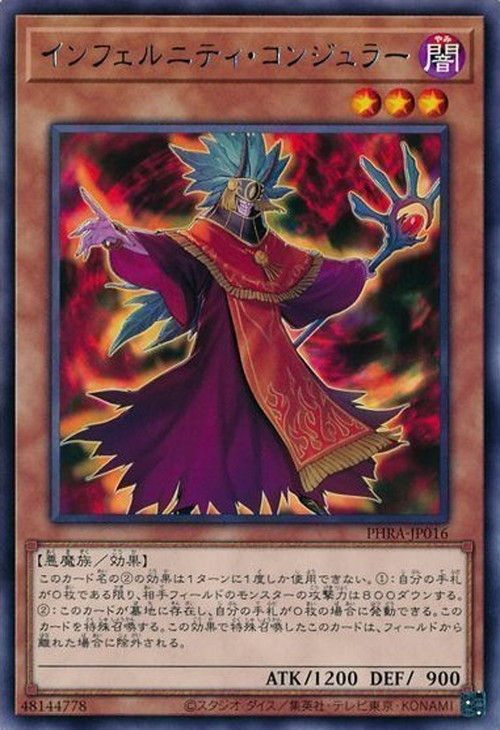 インフェルニティ・コンジュラー
闇
やみ
PHRA-JP016
【悪魔族／効果】
このカード名の②の効果は１ターンに１度しか使用できない。①：自分の手札
が０枚である限り、相手フィールドのモンスターの攻撃力は８００ダウンする。
②：このカードが墓地に存在し、自分の手札が０枚の場合に発動できる。この
カードを特殊召喚する。この効果で特殊召喚したこのカードは、フィールドから
離れた場合に除外される。
ATK/1200 DEF/ 900
48144778
©スタジオ・ダイス／集英社・テレビ東京・KONAMI